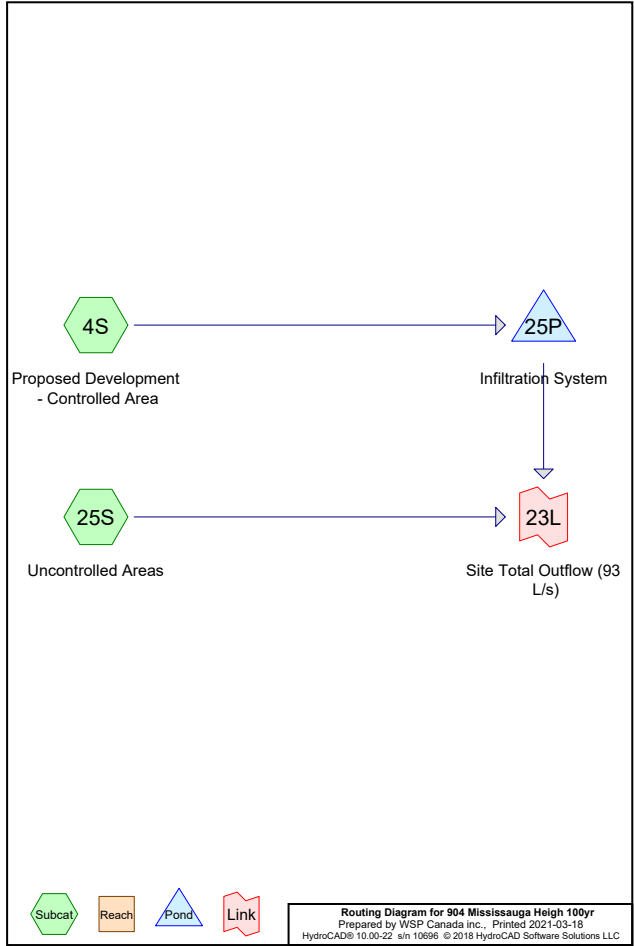 4S
25P
Proposed Development
- Controlled Area
Infiltration System
25S
23L
Uncontrolled Areas
Site Total Outflow (93
L/s)
Subcat
Reach
Pond
Link
Routing Diagram for 904 Mississauga Heigh 100yr
Prepared by WSP Canada inc., Printed 2021-03-18
HydroCAD® 10.00-22 s/n 10696 © 2018 HydroCAD Software Solutions LLC